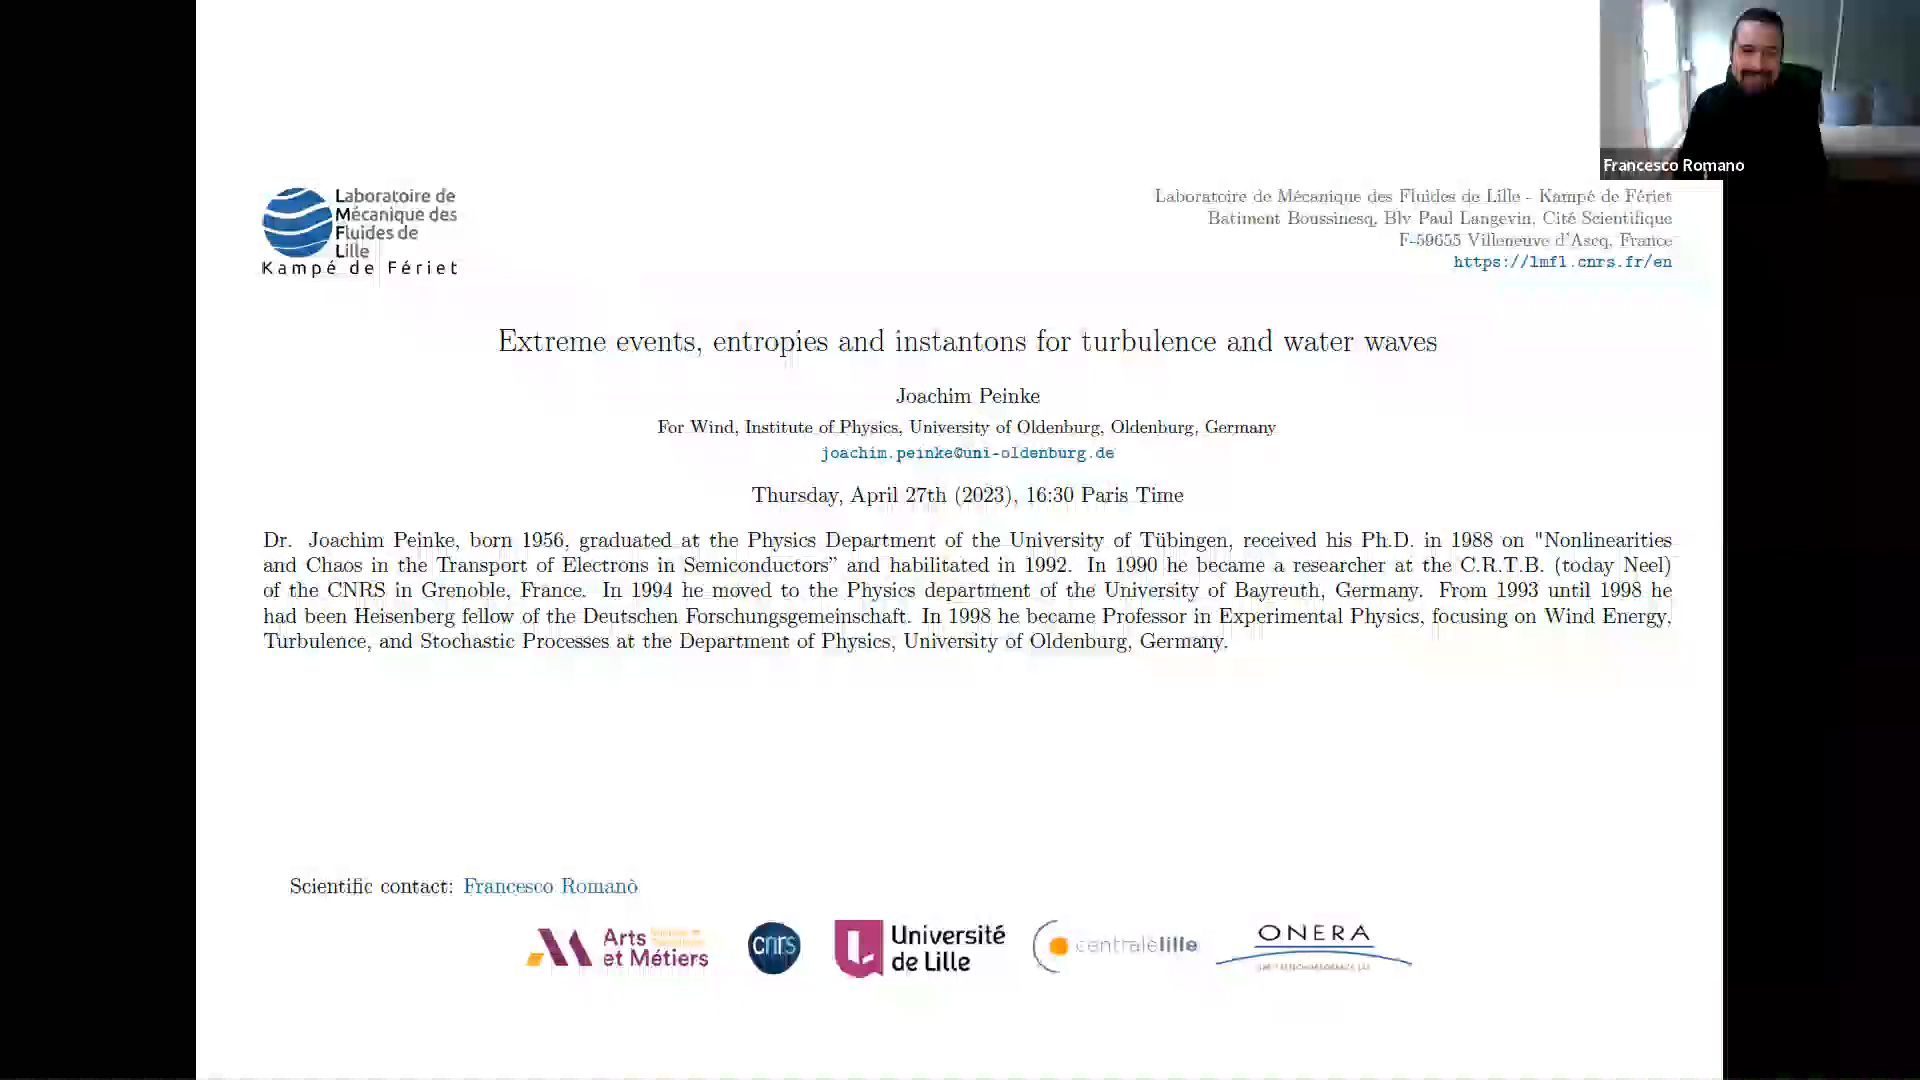 Francesco Romano
Laboratoire de
Mécanique des
Fluides de
Lille
Kampé de Fériet
Laboratoire de Mécanique des Fluides de Lille - Kampé de Fériet
Batiment Boussinesq, Blv Paul Langevin, Cité Scientifique
F-59655 Villeneuve d'Ascq, France
https://lmfl.cnrs.fr/en
Extreme events, entropies and instantons for turbulence and water waves
Joachim Peinke
For Wind, Institute of Physics, University of Oldenburg, Oldenburg, Germany
joachim.peinke@uni-oldenburg.de
Thursday, April 27th (2023), 16:30 Paris Time
Dr. Joachim Peinke, born 1956, graduated at the Physics Department of the University of Tübingen, received his Ph.D. in 1988 on "Nonlinearities
and Chaos in the Transport of Electrons in Semiconductors” and habilitated in 1992. In 1990 he became a researcher at the C.R.T.B. (today Neel)
of the CNRS in Grenoble, France. In 1994 he moved to the Physics department of the University of Bayreuth, Germany. From 1993 until 1998 he
had been Heisenberg fellow of the Deutschen Forschungsgemeinschaft. In 1998 he became Professor in Experimental Physics, focusing on Wind Energy,
Turbulence, and Stochastic Processes at the Department of Physics, University of Oldenburg, Germany.
Scientific contact: Francesco Romanò
Arts
et Métiers
cnrs
Université
de Lille
centralelille
ONERA